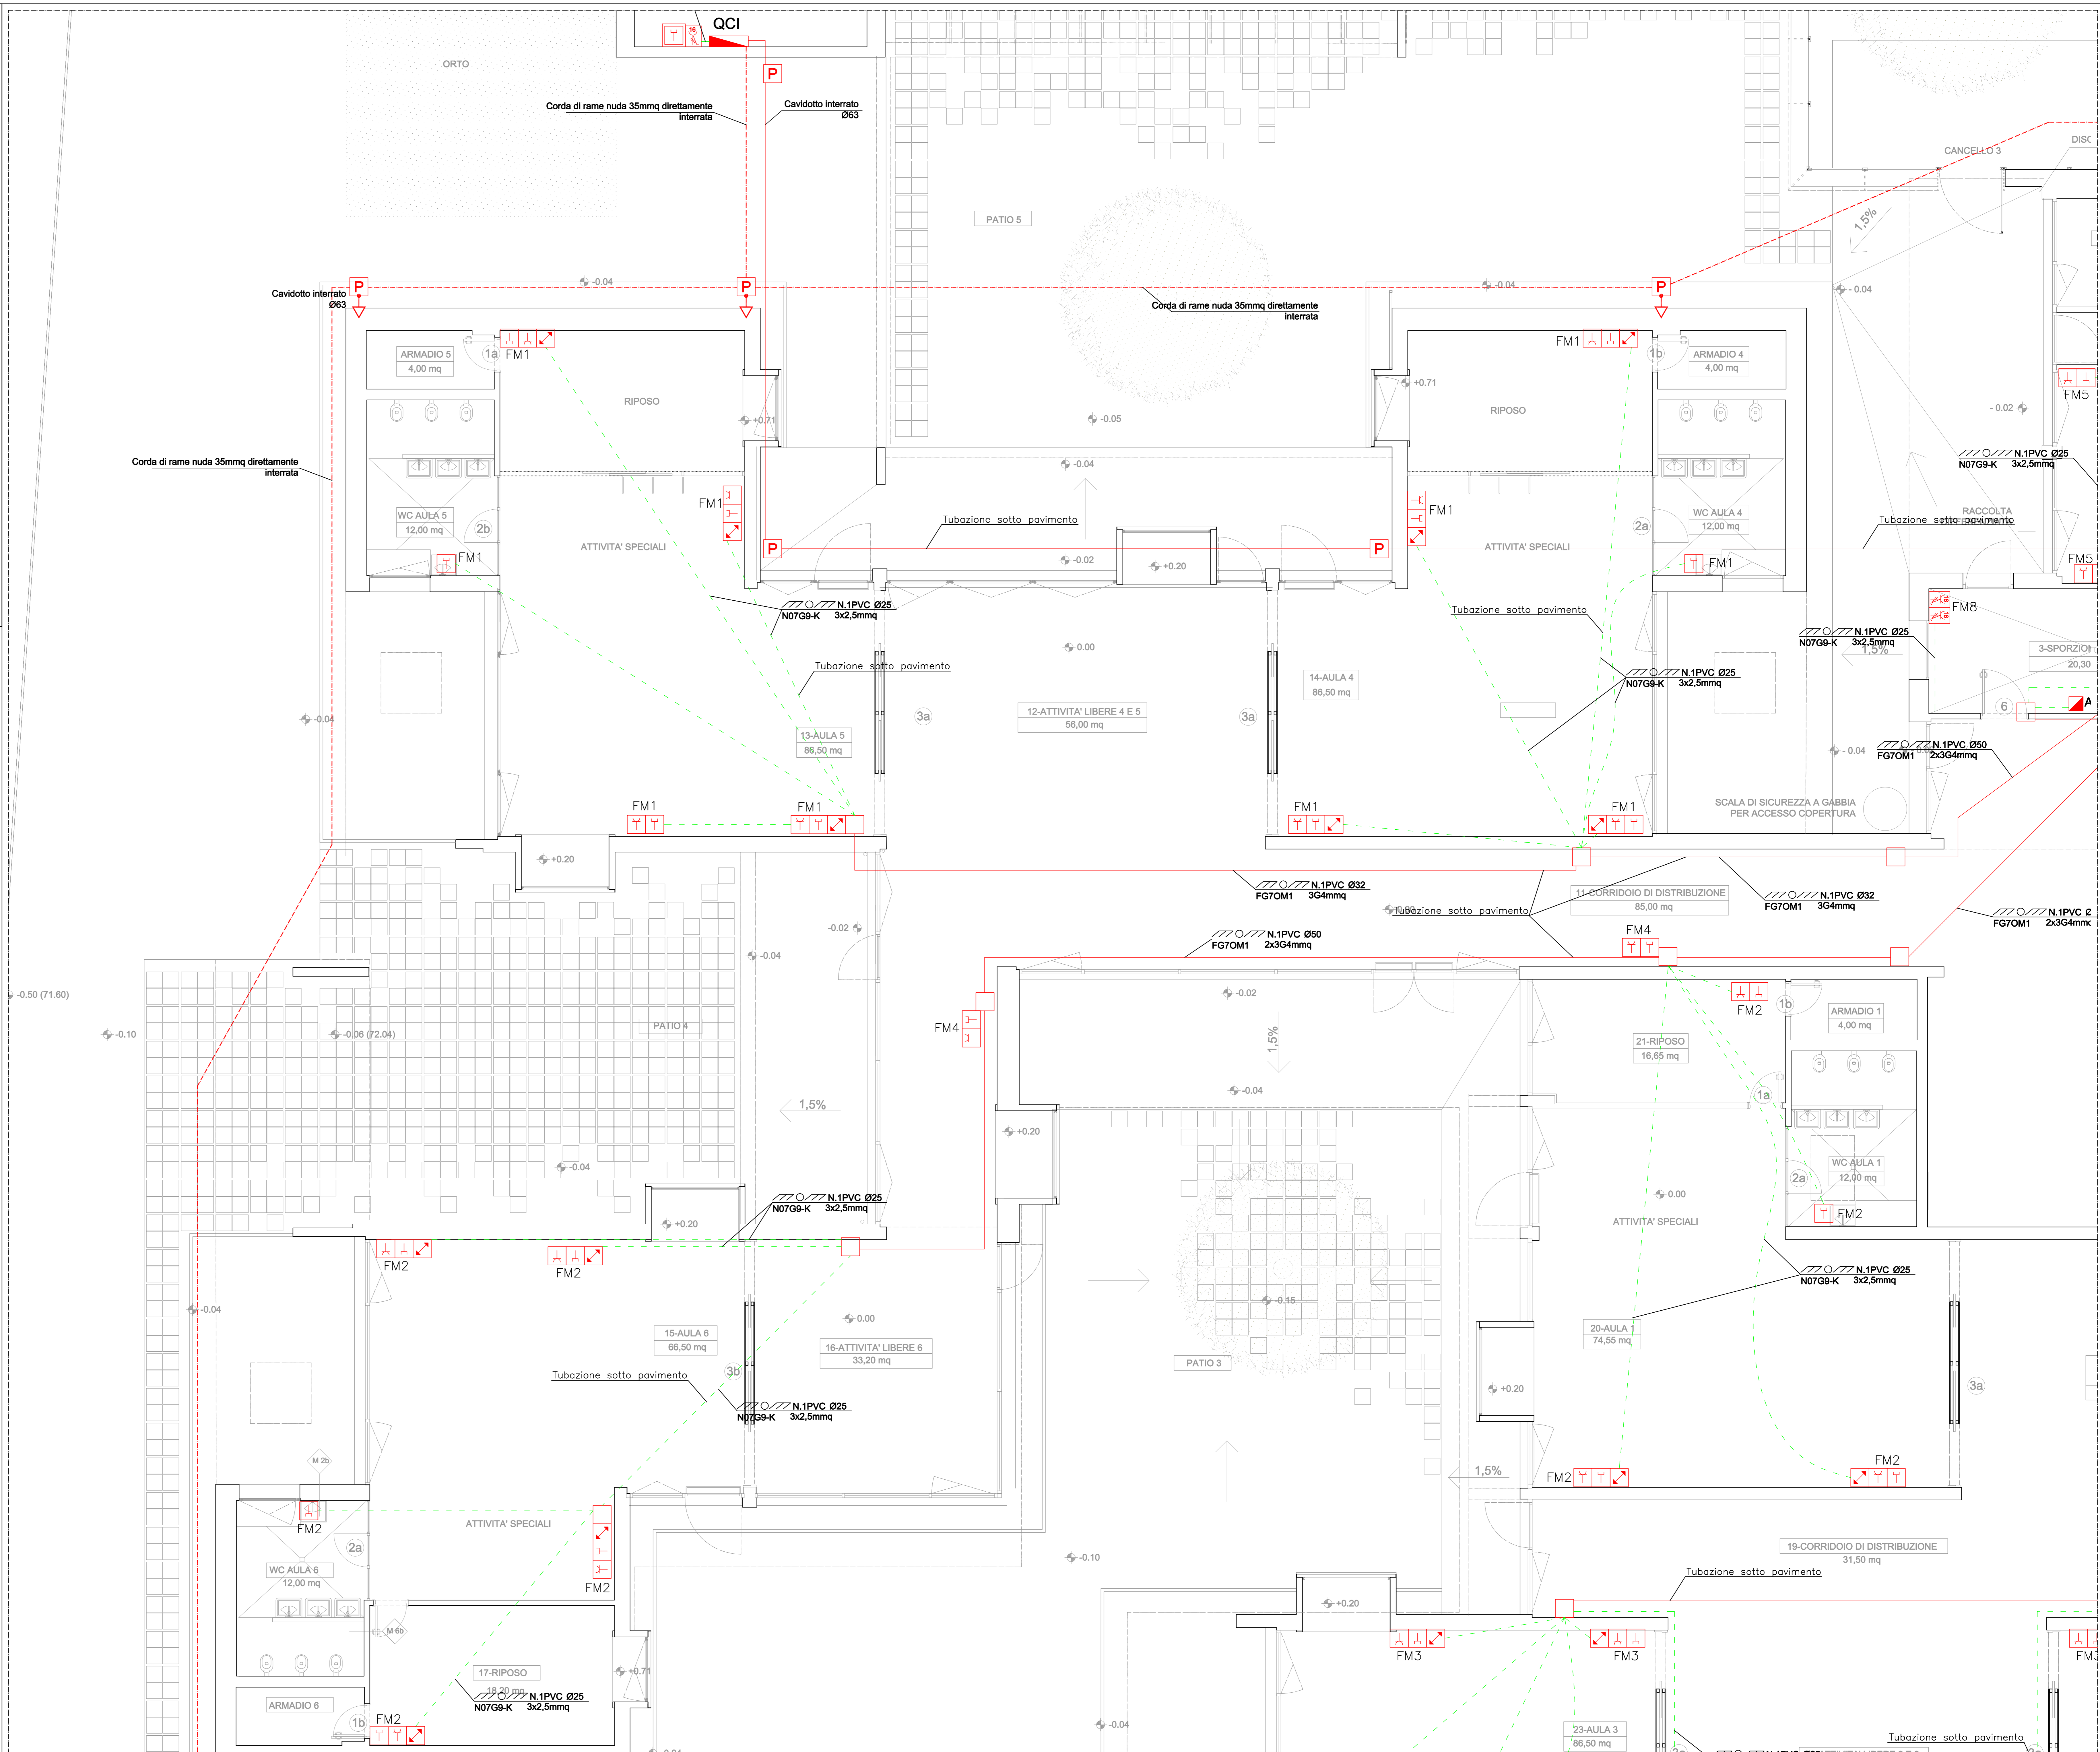 QCI
16
P
ORTO
Corda di rame nuda 35mmq direttamente
interrata
Cavidotto interrato
Ø63
CANCELLO 3
PATIO 5
1,5%
-0.04
-0.04
- 0.04
Cavidotto interrato
Ø63
P
P
P
Corda di rame nuda 35mmq direttamente
interrata
ARMADIO 5
4,00 mq
1a
FM1
FM1
1b
ARMADIO 4
4,00 mq
+0.71
+0.71
FM5
RIPOSO
RIPOSO
-0.05
- 0.02
Corda di rame nuda 35mmq direttamente
interrata
-0.04
N.1PVC Ø25
N07G9-K 3x2,5mmq
FM1
FM1
WC AULA 5
12,00 mq
2b
WC AULA 4
12,00 mq
2a
RACCOLTA
Tubazione sotto pavimento
Tubazione sotto pavimento
ATTIVITA' SPECIALI
P
P
ATTIVITA' SPECIALI
FM1
-0.02
+0.20
FM1
FM5
N.1PVC Ø25
N07G9-K 3x2,5mmq
Tubazione sotto pavimento
FM8
N.1PVC Ø25
N07G9-K 3x2,5mmq
1,5%
0.00
3-SPORZION
20,30
Tubazione sotto pavimento
N.1PVC Ø25
N07G9-K 3x2,5mmq
14-AULA 4
86,50 mq
12-ATTIVITA' LIBERE 4 E 5
56,00 mq
3a
3a
-0.04
6
A
13-AULA 5
86,50 mq
- 0.04
N.1PVC Ø50
FG7OM1 2x3G4mmq
FM1
FM1
FM1
FM1
SCALA DI SICUREZZA A GABBIA
PER ACCESSO COPERTURA
+0.20
N.1PVC Ø32
FG7OM1 3G4mmq
11-CORRIDOIO DI DISTRIBUZIONE
85,00 mq
N.1PVC Ø32
FG7OM1 3G4mmq
Tubazione sotto pavimento
N.1PVC Ø
FG7OM1 2x3G4mmq
-0.02
FM4
N.1PVC Ø50
FG7OM1 2x3G4mmq
-0.04
-0.50 (71.60)
-0.02
FM2
1b
ARMADIO 1
4,00 mq
-0.10
-0.06 (72.04)
PATIO 4
FM4
1,5%
21-RIPOSO
16,65 mq
-0.04
1a
1,5%
+0.20
-0.04
WC AULA 1
12,00 mq
2a
0.00
N.1PVC Ø25
N07G9-K 3x2,5mmq
FM2
ATTIVITA' SPECIALI
+0.20
FM2
FM2
N.1PVC Ø25
N07G9-K 3x2,5mmq
-0.04
-0.15
0.00
15-AULA 6
66,50 mq
16-ATTIVITA' LIBERE 6
33,20 mq
20-AULA 1
74,55 mq
PATIO 3
3b
Tubazione sotto pavimento
+0.20
3a
N.1PVC Ø25
N07G9-K 3x2,5mmq
M 2b
1,5%
FM2
FM2
FM2
ATTIVITA' SPECIALI
2a
-0.10
19-CORRIDOIO DI DISTRIBUZIONE
31,50 mq
WC AULA 6
12,00 mq
FM2
Tubazione sotto pavimento
+0.20
M 6b
FM3
FM3
FM3
17-RIPOSO
18,20 mq
+0.71
N.1PVC Ø25
N07G9-K 3x2,5mmq
ARMADIO 6
1b
FM2
-0.04
23-AULA 3
86,50 mq
Tubazione sotto pavimento